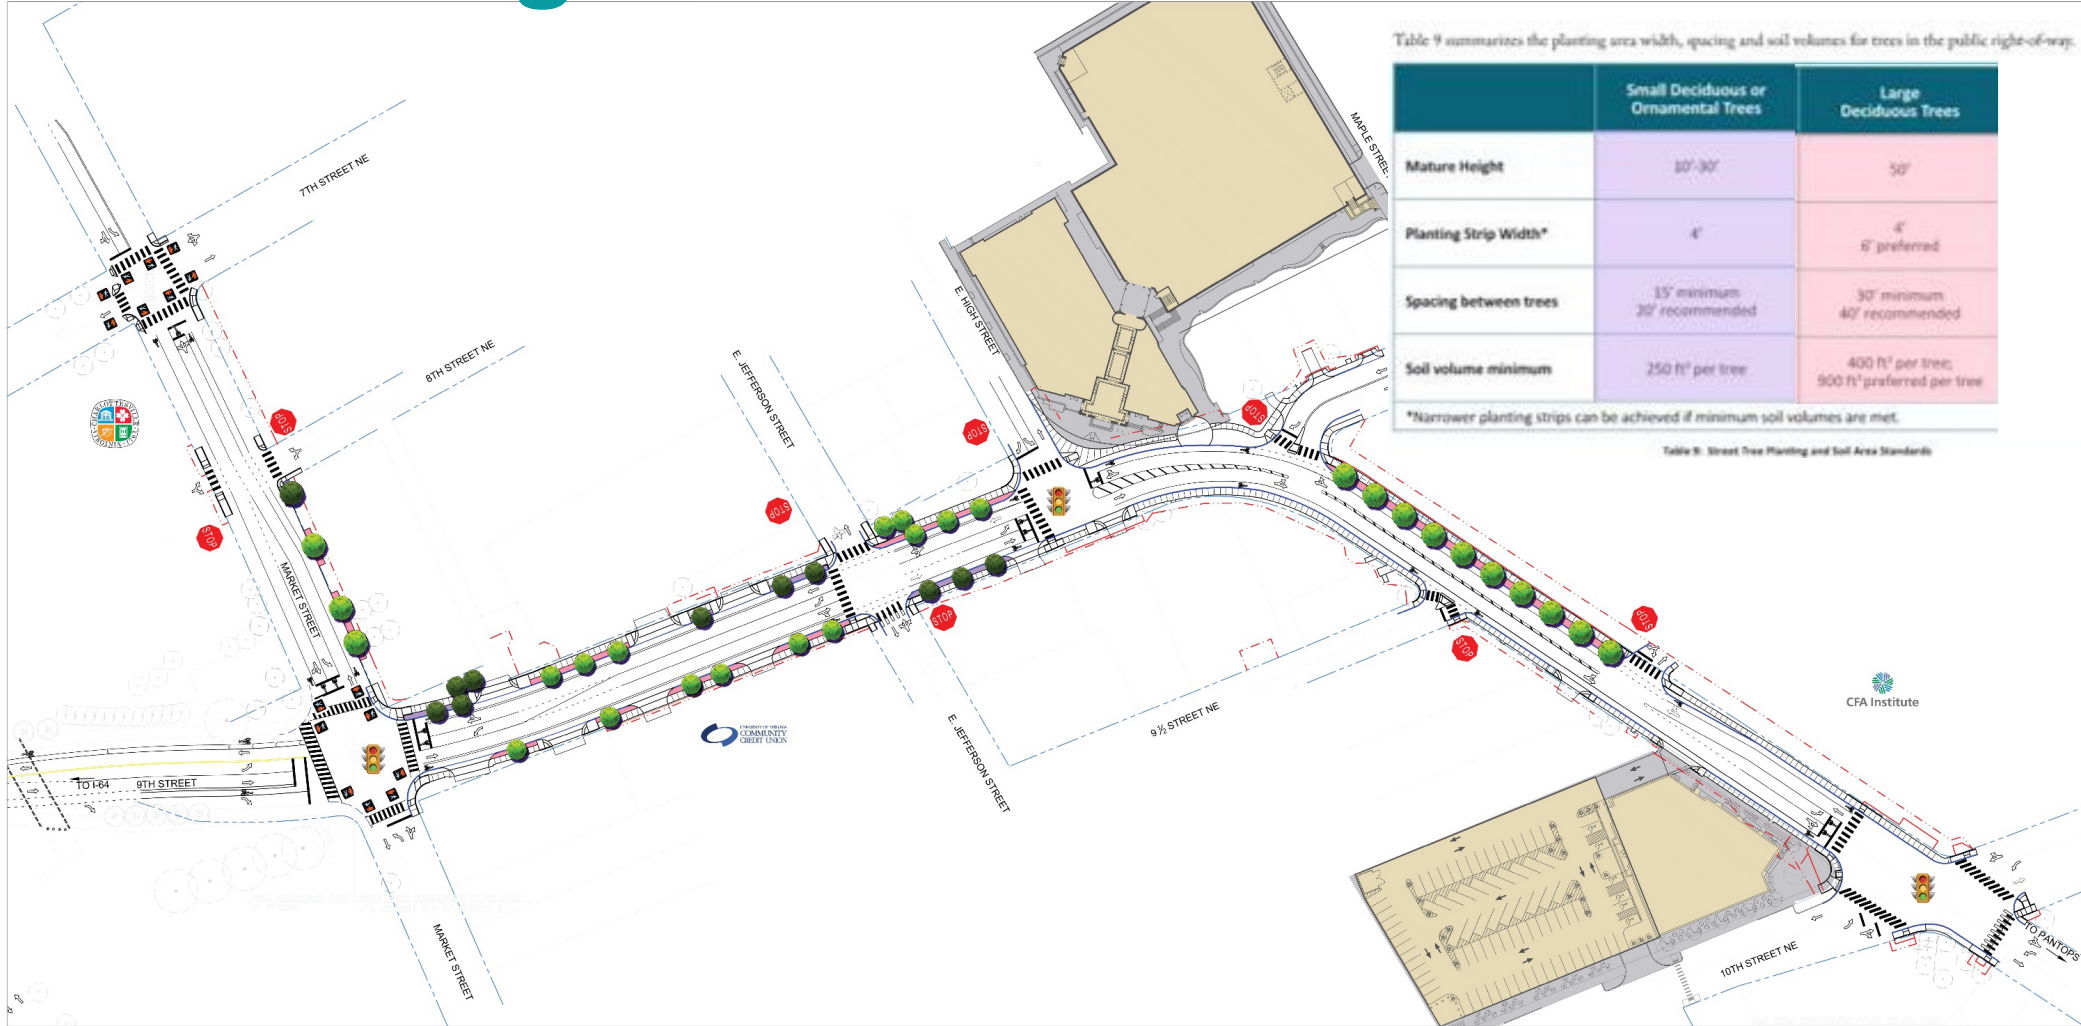 Table 9 summarizes the planting area width, spacing and soil volumes for trees in the public right-of-way.
Small Deciduous or
Ornamental Trees
Large
Deciduous Trees
Mature Height
10'-30'
50'
Planting Strip Width*
4'
4'
6' preferred
Spacing between trees
15' minimum
20' recommended
30' minimum
40' recommended
Soil volume minimum
250 ft³ per tree
400 ft³ per tree;
900 ft³ preferred per tree
*Narrower planting strips can be achieved if minimum soil volumes are met.
Table 9: Street Tree Planting and Soil Area Standards
MAPLE STREET
7TH STREET NE
8TH STREET NE
E. HIGH STREET
E. JEFFERSON STREET
STOP
STOP
STOP
STOP
STOP
STOP
STOP
STOP
MARKET STREET
CFA Institute
UNIVERSITY OF VIRGINIA
COMMUNITY
CREDIT UNION
9 ½ STREET NE
E. JEFFERSON STREET
TO I-64
9TH STREET
MARKET STREET
10TH STREET NE
TO PANTOPS